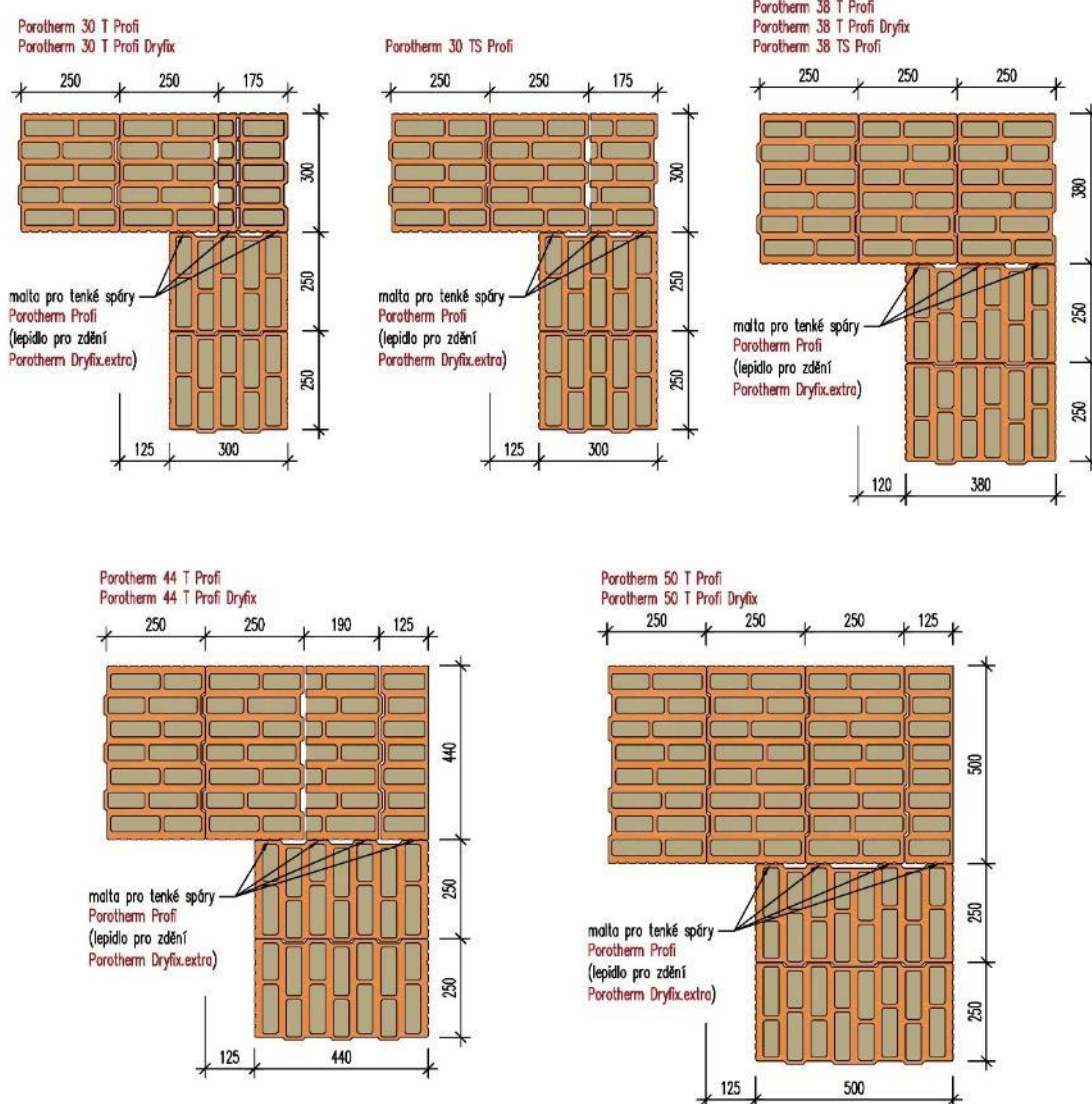 Porotherm 30 T Profi
Porotherm 30 T Profi Dryfix
250
250
175
300
250
250
malta pro tenké spáry
Porotherm Profi
(lepidlo pro zdění
Porotherm Dryfix.extra)
125
300
Porotherm 30 TS Profi
250
250
175
300
250
250
malta pro tenké spáry
Porotherm Profi
(lepidlo pro zdění
Porotherm Dryfix.extra)
125
300
Porotherm 38 T Profi
Porotherm 38 T Profi Dryfix
Porotherm 38 TS Profi
250
250
250
380
250
250
malta pro tenké spáry
Porotherm Profi
(lepidlo pro zdění
Porotherm Dryfix.extra)
120
380
Porotherm 44 T Profi
Porotherm 44 T Profi Dryfix
250
250
190
125
440
250
250
malta pro tenké spáry
Porotherm Profi
(lepidlo pro zdění
Porotherm Dryfix.extra)
125
440
Porotherm 50 T Profi
Porotherm 50 T Profi Dryfix
250
250
250
125
500
250
250
malta pro tenké spáry
Porotherm Profi
(lepidlo pro zdění
Porotherm Dryfix.extra)
125
500